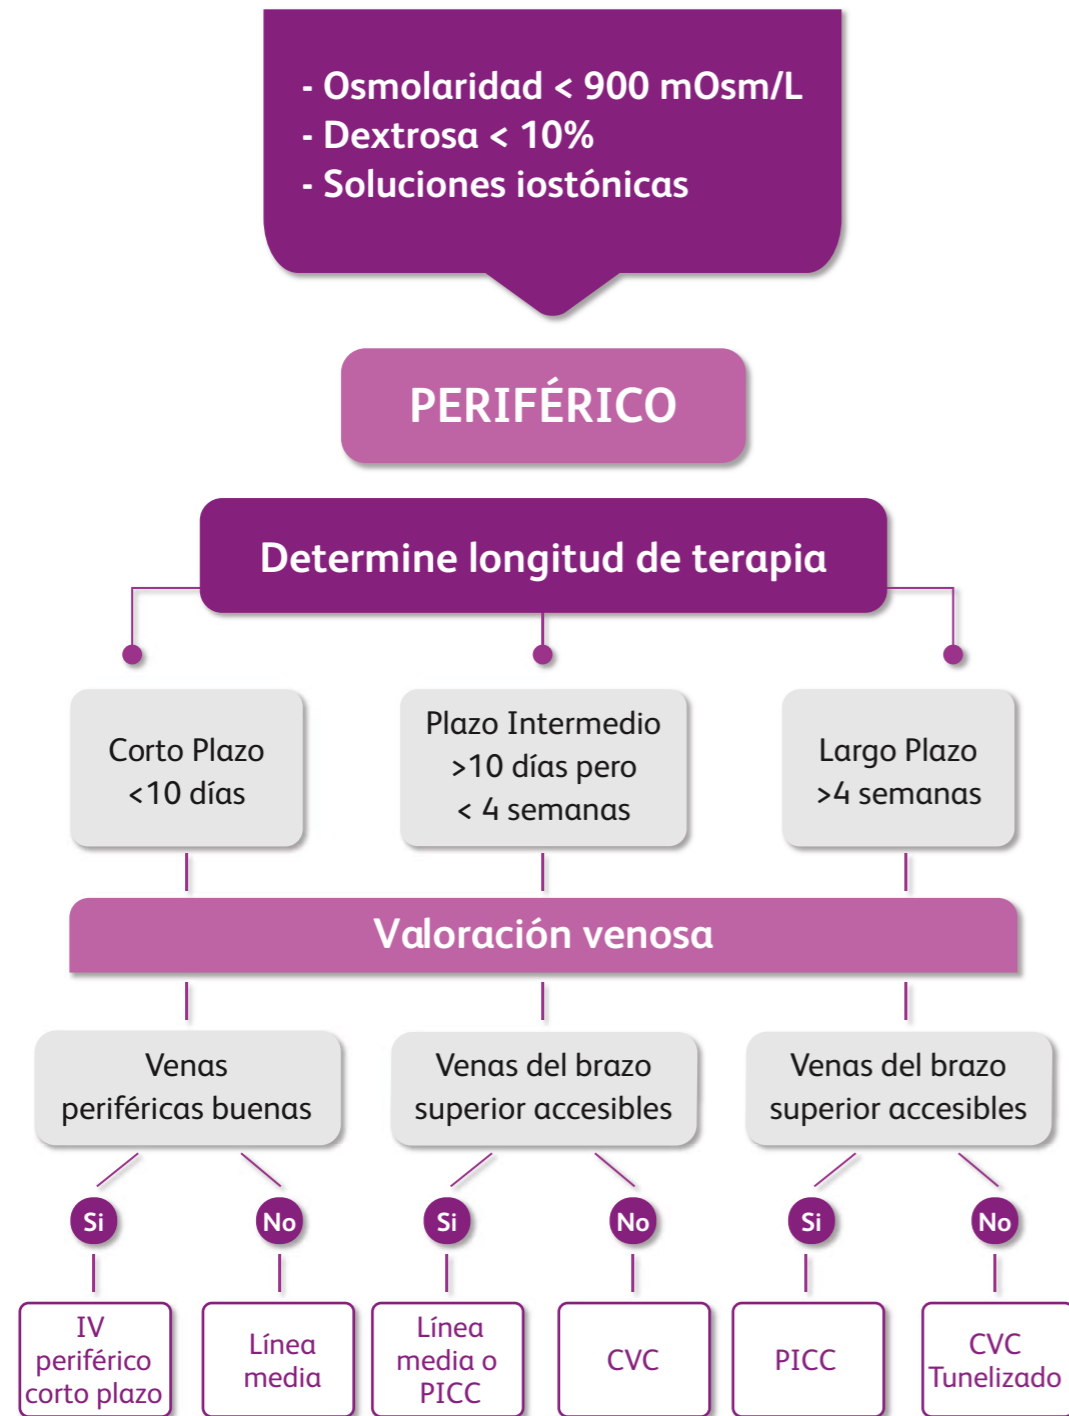 - Osmolaridad < 900 mOsm/L
- Dextrosa < 10%
- Soluciones iostónicas
PERIFÉRICO
Determine longitud de terapia
Corto Plazo
<10 días
Plazo Intermedio
>10 días pero
< 4 semanas
Largo Plazo
>4 semanas
Valoración venosa
Venas
periféricas buenas
Venas del brazo
superior accesibles
Venas del brazo
superior accesibles
Si
No
Si
No
Si
No
IV
periférico
corto plazo
Línea
media
Línea
media o
PICC
CVC
PICC
CVC
Tunelizado